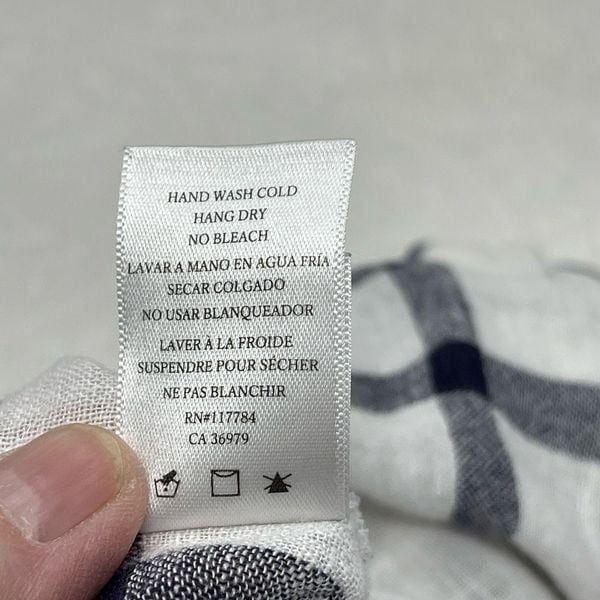 HAND WASH COLD
HANG DRY
NO BLEACH
LAVAR A MANO EN AGUA FRÍA
SECAR COLGADO
NO USAR BLANQUEADOR
LAVER À LA FROIDE
SUSPENDRE POUR SÉCHER
NE PAS BLANCHIR
RN#117784
CA 36979